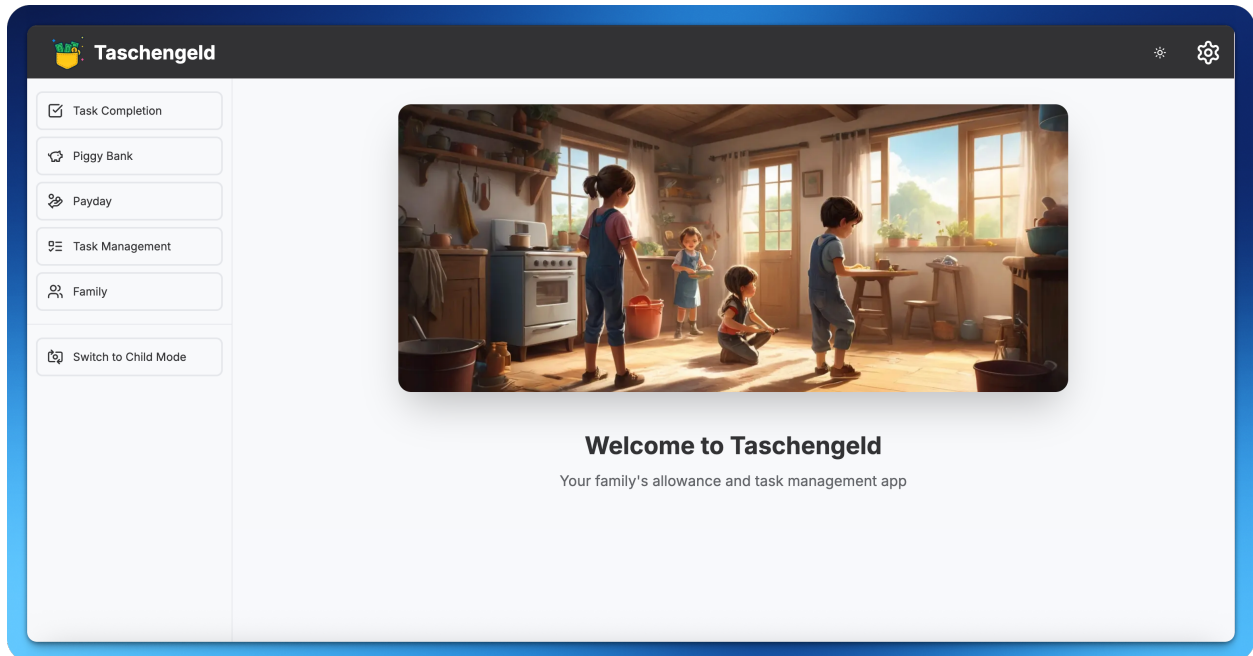 Taschengeld
Task Completion
Piggy Bank
Payday
Task Management
Family
Switch to Child Mode
Welcome to Taschengeld
Your family's allowance and task management app